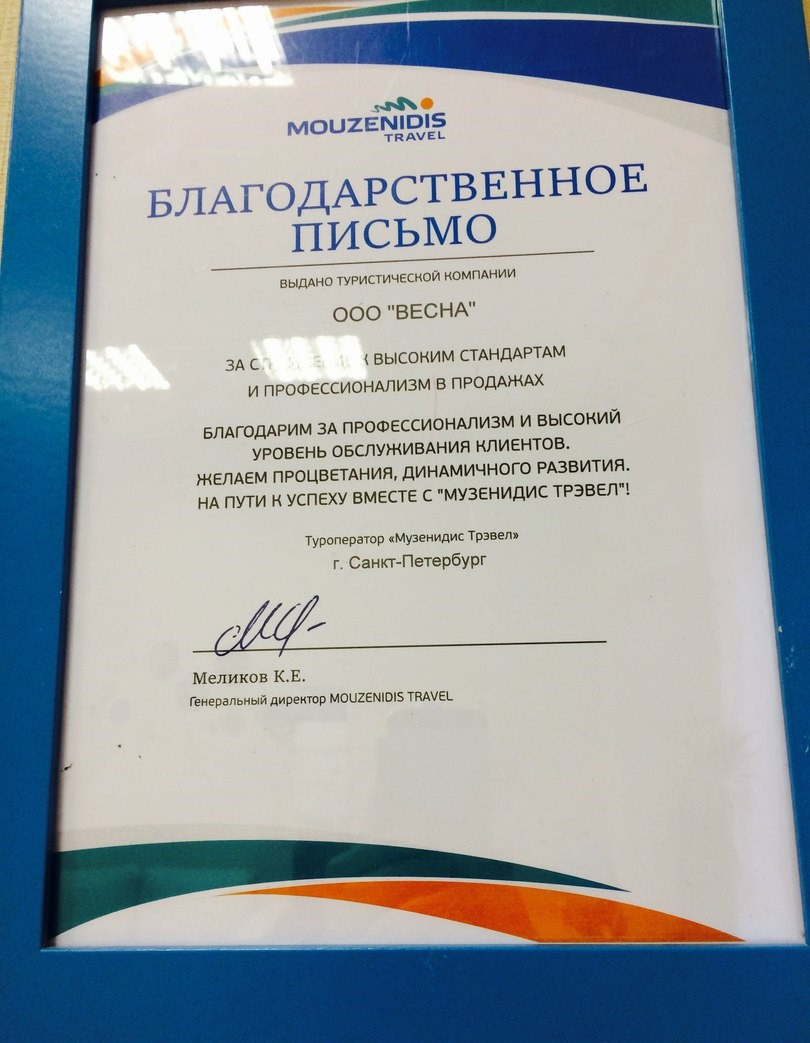 MOUZENIDIS
TRAVEL
БЛАГОДАРСТВЕННОЕ
ПИСЬМО
ВЫДАНО ТУРИСТИЧЕСКОЙ КОМПАНИИ
ООО "ВЕСНА"
ЗА К ВЫСОКИМ СТАНДАРТАМ
И ПРОФЕССИОНАЛИЗМ В ПРОДАЖАХ
БЛАГОДАРИМ ЗА ПРОФЕССИОНАЛИЗМ И ВЫСОКИЙ
УРОВЕНЬ ОБСЛУЖИВАНИЯ КЛИЕНТОВ.
ЖЕЛАЕМ ПРОЦВЕТАНИЯ, ДИНАМИЧНОГО РАЗВИТИЯ.
НА ПУТИ К УСПЕХУ ВМЕСТЕ С "МУЗЕНИДИС ТРЭВЕЛ"!
Туроператор «Музенидис Трэвел»
г. Санкт-Петербург
Меликов К.Е.
Генеральный директор MOUZENIDIS TRAVEL